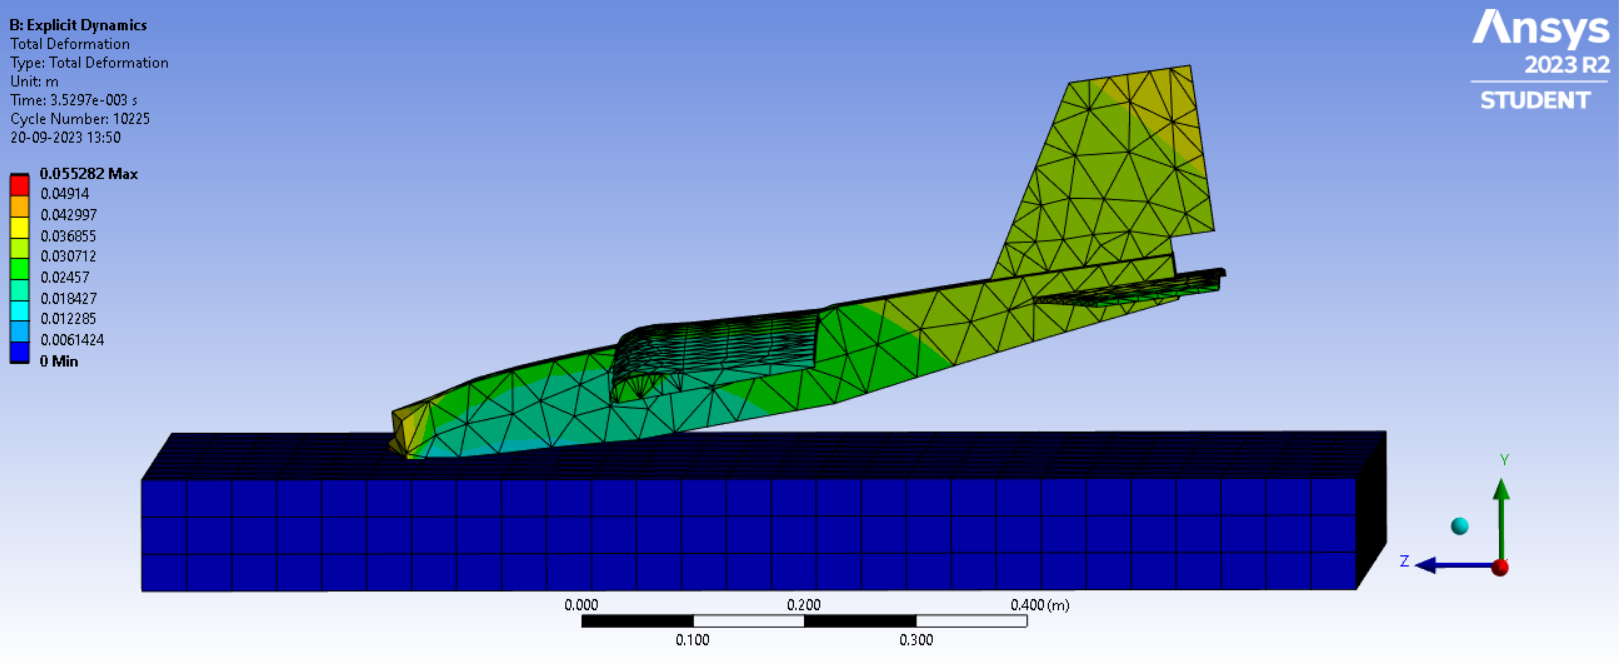 B: Explicit Dynamics
Total Deformation
Type: Total Deformation
Unit: m
Time: 3.5297e-003 s
Cycle Number: 10225
20-09-2023 13:50
0.055282 Max
0.04914
0.042997
0.036855
0.030712
0.02457
0.018427
0.012285
0.0061424
0 Min
Ansys
2023 R2
STUDENT
Y
Z
0.000 0.200 0.400 (m)
0.100 0.300